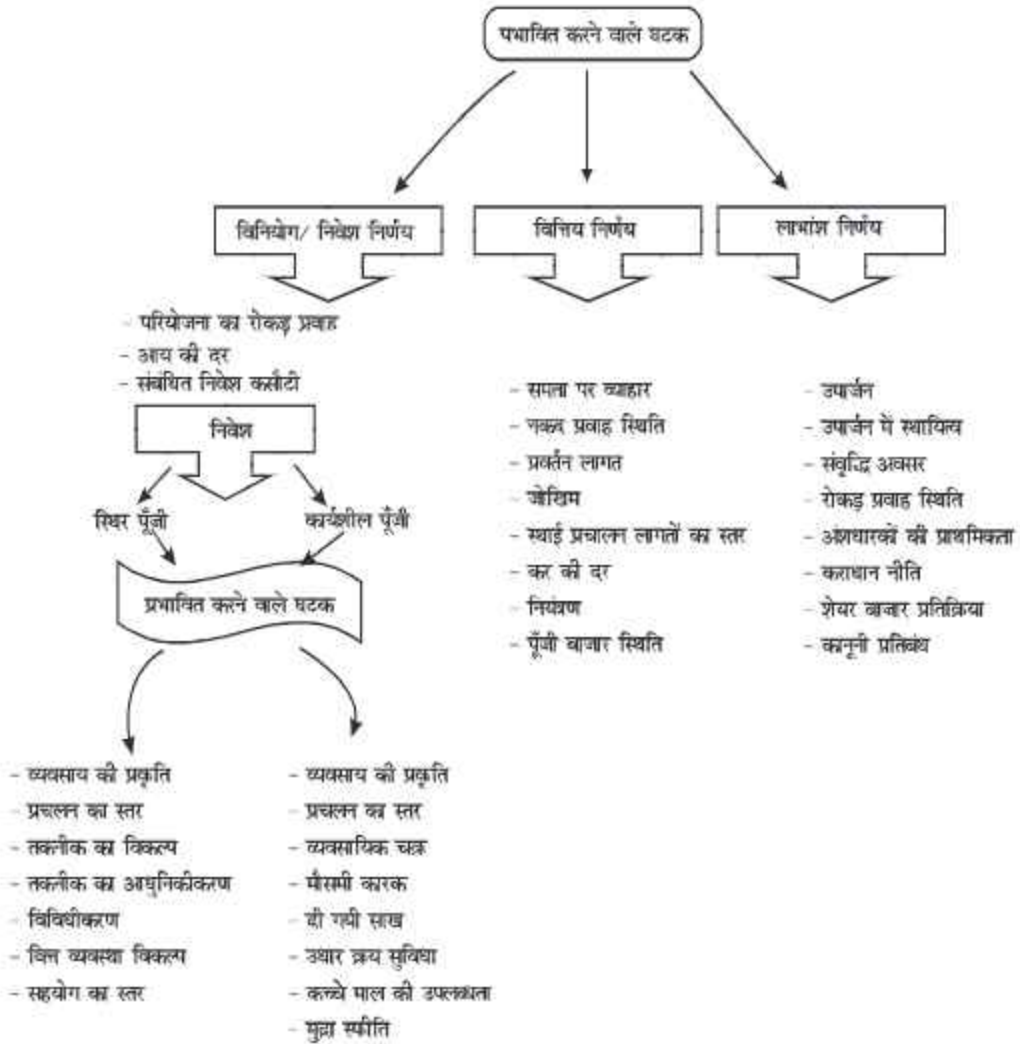 पभावित करने वाले घटक
विनियोग/ निवेश निर्णय
वित्तिय निर्णय
लाभांश निर्णय
- परियोजना का रोकड़ प्रवाह
- आय की दर
- संबंधित निवेश कसौटी
निवेश
स्थिर पूँजी
कार्यशील पूँजी
प्रभावित करने वाले घटक
- व्यवसाय की प्रकृति
- प्रचलन का स्तर
- तकनीक का विकल्प
- तकनीक का आधुनिकीकरण
- विविधीकरण
- वित्त व्यवस्था विकल्प
- सहयोग का स्तर
- व्यवसाय की प्रकृति
- प्रचलन का स्तर
- व्यवसायिक चक्र
- मौसमी कारक
- दी गयी साख
- उधार क्रय सुविधा
- कच्चे माल की उपलब्धता
- मुद्रा स्फीति
- समता पर व्याहार
- नकद प्रवाह स्थिति
- प्रवर्तन लागत
- जोखिम
- स्थाई प्रचालन लागतों का स्तर
- कर की दर
- नियंत्रण
- पूँजी बाजार स्थिति
- उपार्जन
- उपार्जन में स्थायित्व
- संवृद्धि अवसर
- रोकड़ प्रवाह स्थिति
- अंशधारकों की प्राथमिकता
- कराधान नीति
- शेयर बाजार प्रतिक्रिया
- कानूनी प्रतिबंध